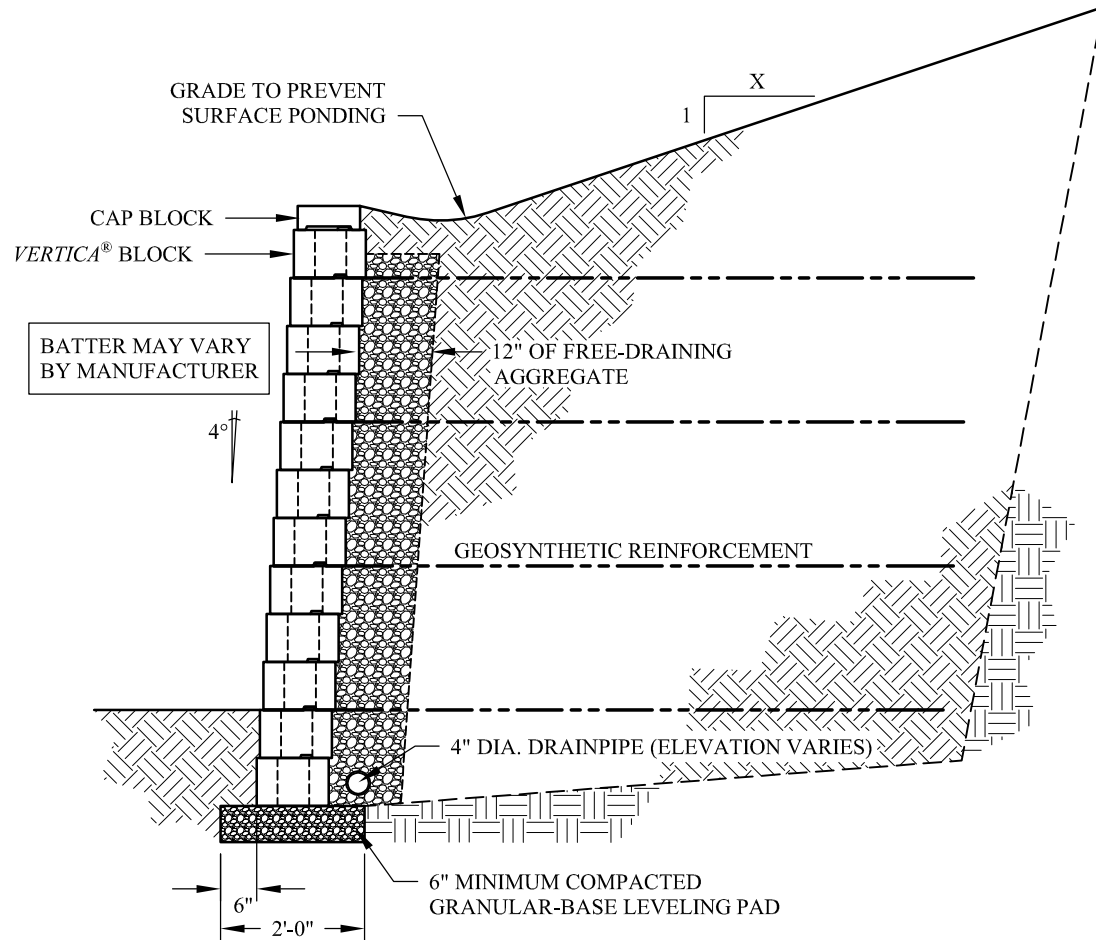 GRADE TO PREVENT
SURFACE PONDING
X
1
CAP BLOCK
VERTICA® BLOCK
BATTER MAY VARY
BY MANUFACTURER
12" OF FREE-DRAINING
AGGREGATE
4°
GEOSYNTHETIC REINFORCEMENT
4" DIA. DRAINPIPE (ELEVATION VARIES)
6" MINIMUM COMPACTED
GRANULAR-BASE LEVELING PAD
6"
2'-0"